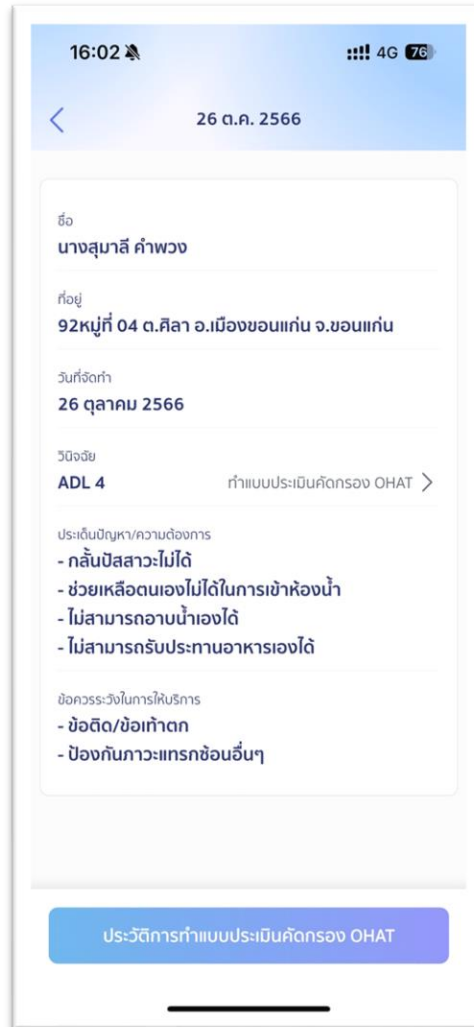 16:02
4G 76
26 ต.ค. 2566
ชื่อ
นางสุมาลี คำพวง
ที่อยู่
92หมู่ที่ 04 ต.ศิลา อ.เมืองขอนแก่น จ.ขอนแก่น
วันที่จัดทำ
26 ตุลาคม 2566
วินิจฉัย
ADL 4 ทำแบบประเมินคัดกรอง OHAT
ประเด็นปัญหา/ความต้องการ
- กลั้นปัสสาวะไม่ได้
- ช่วยเหลือตนเองไม่ได้ในการเข้าห้องน้ำ
- ไม่สามารถอาบน้ำเองได้
- ไม่สามารถรับประทานอาหารเองได้
ข้อควรระวังในการให้บริการ
- ข้อติด/ข้อเท้าตก
- ป้องกันภาวะแทรกซ้อนอื่นๆ
ประวัติการทำแบบประเมินคัดกรอง OHAT